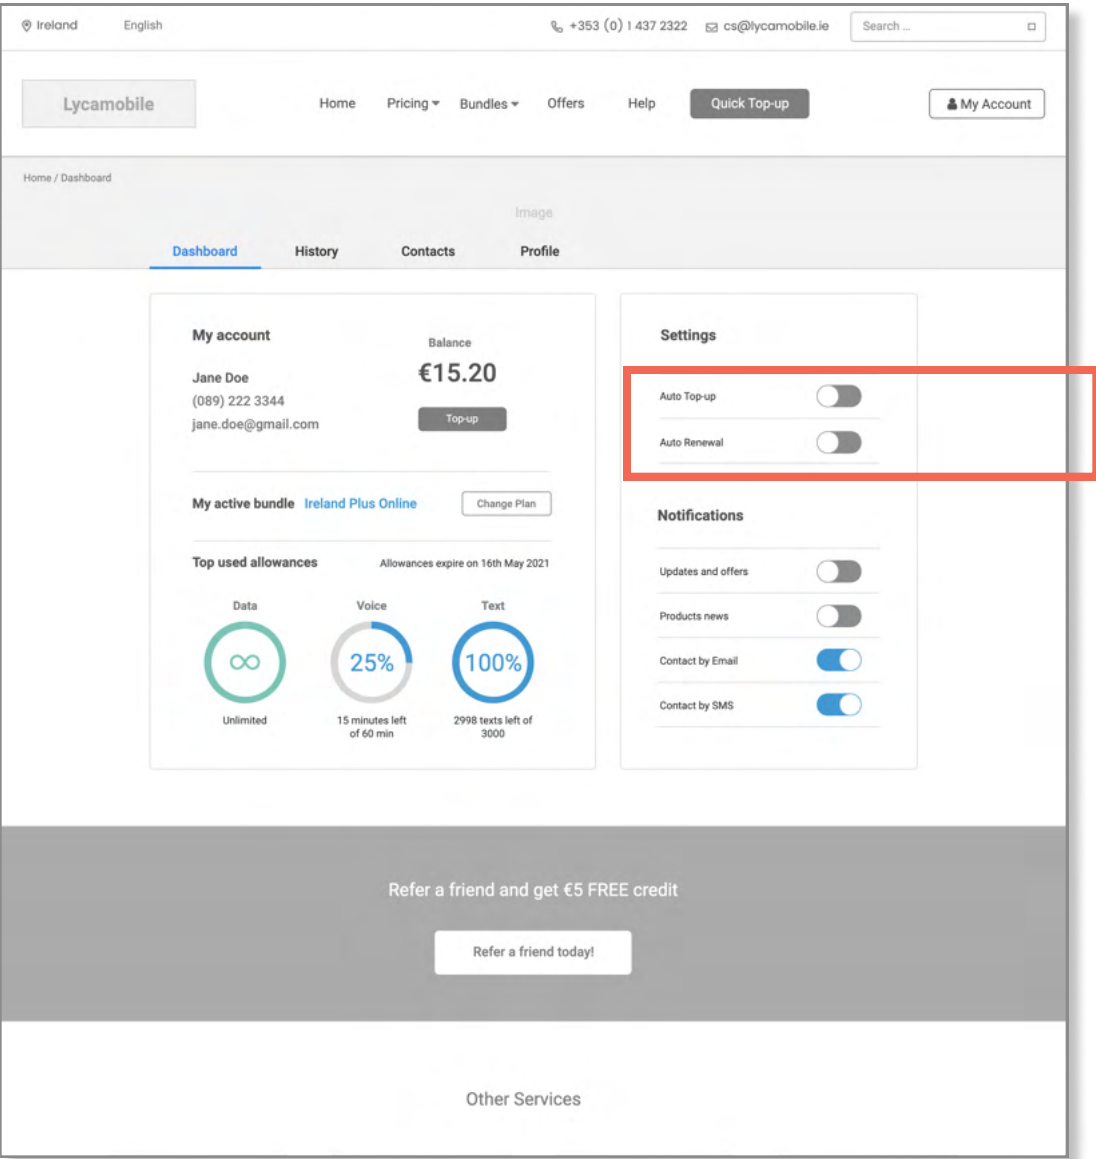 Ireland English +353 (0) 1 437 2322 cs@lycamobile.ie Search ...
Lycamobile Home Pricing Bundles Offers Help Quick Top-up My Account
Home / Dashboard
Image
Dashboard History Contacts Profile
My account
Balance
Jane Doe
€15.20
(089) 222 3344
jane.doe@gmail.com
Top-up
My active bundle Ireland Plus Online Change Plan
Top used allowances Allowances expire on 16th May 2021
Data Voice Text
∞ 25% 100%
Unlimited
15 minutes left
of 60 min
2998 texts left of
3000
Settings
Auto Top-up
Auto Renewal
Notifications
Updates and offers
Products news
Contact by Email
Contact by SMS
Refer a friend and get €5 FREE credit
Refer a friend today!
Other Services